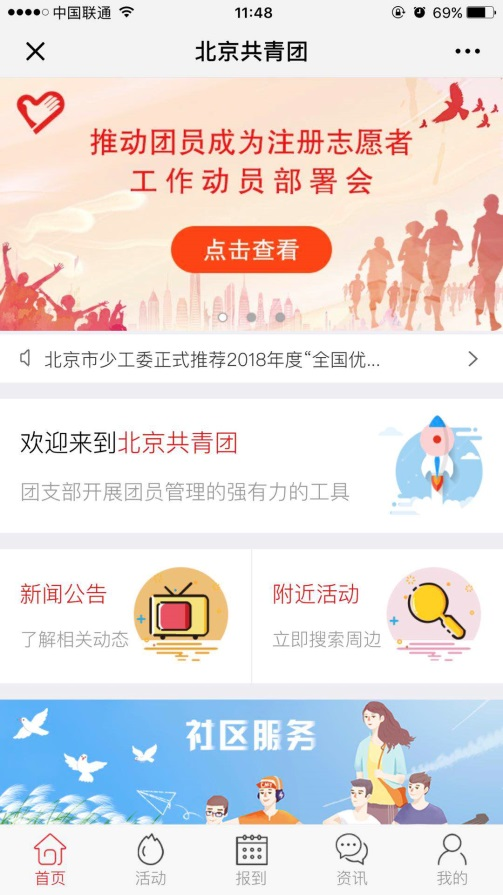 中国联通
11:48
69%
北京共青团
推动团员成为注册志愿者
工作动员部署会
点击查看
北京市少工委正式推荐2018年度“全国优...
欢迎来到北京共青团
团支部开展团员管理的强有力的工具
新闻公告
了解相关动态
附近活动
立即搜索周边
社区服务
首页
活动
报到
资讯
我的